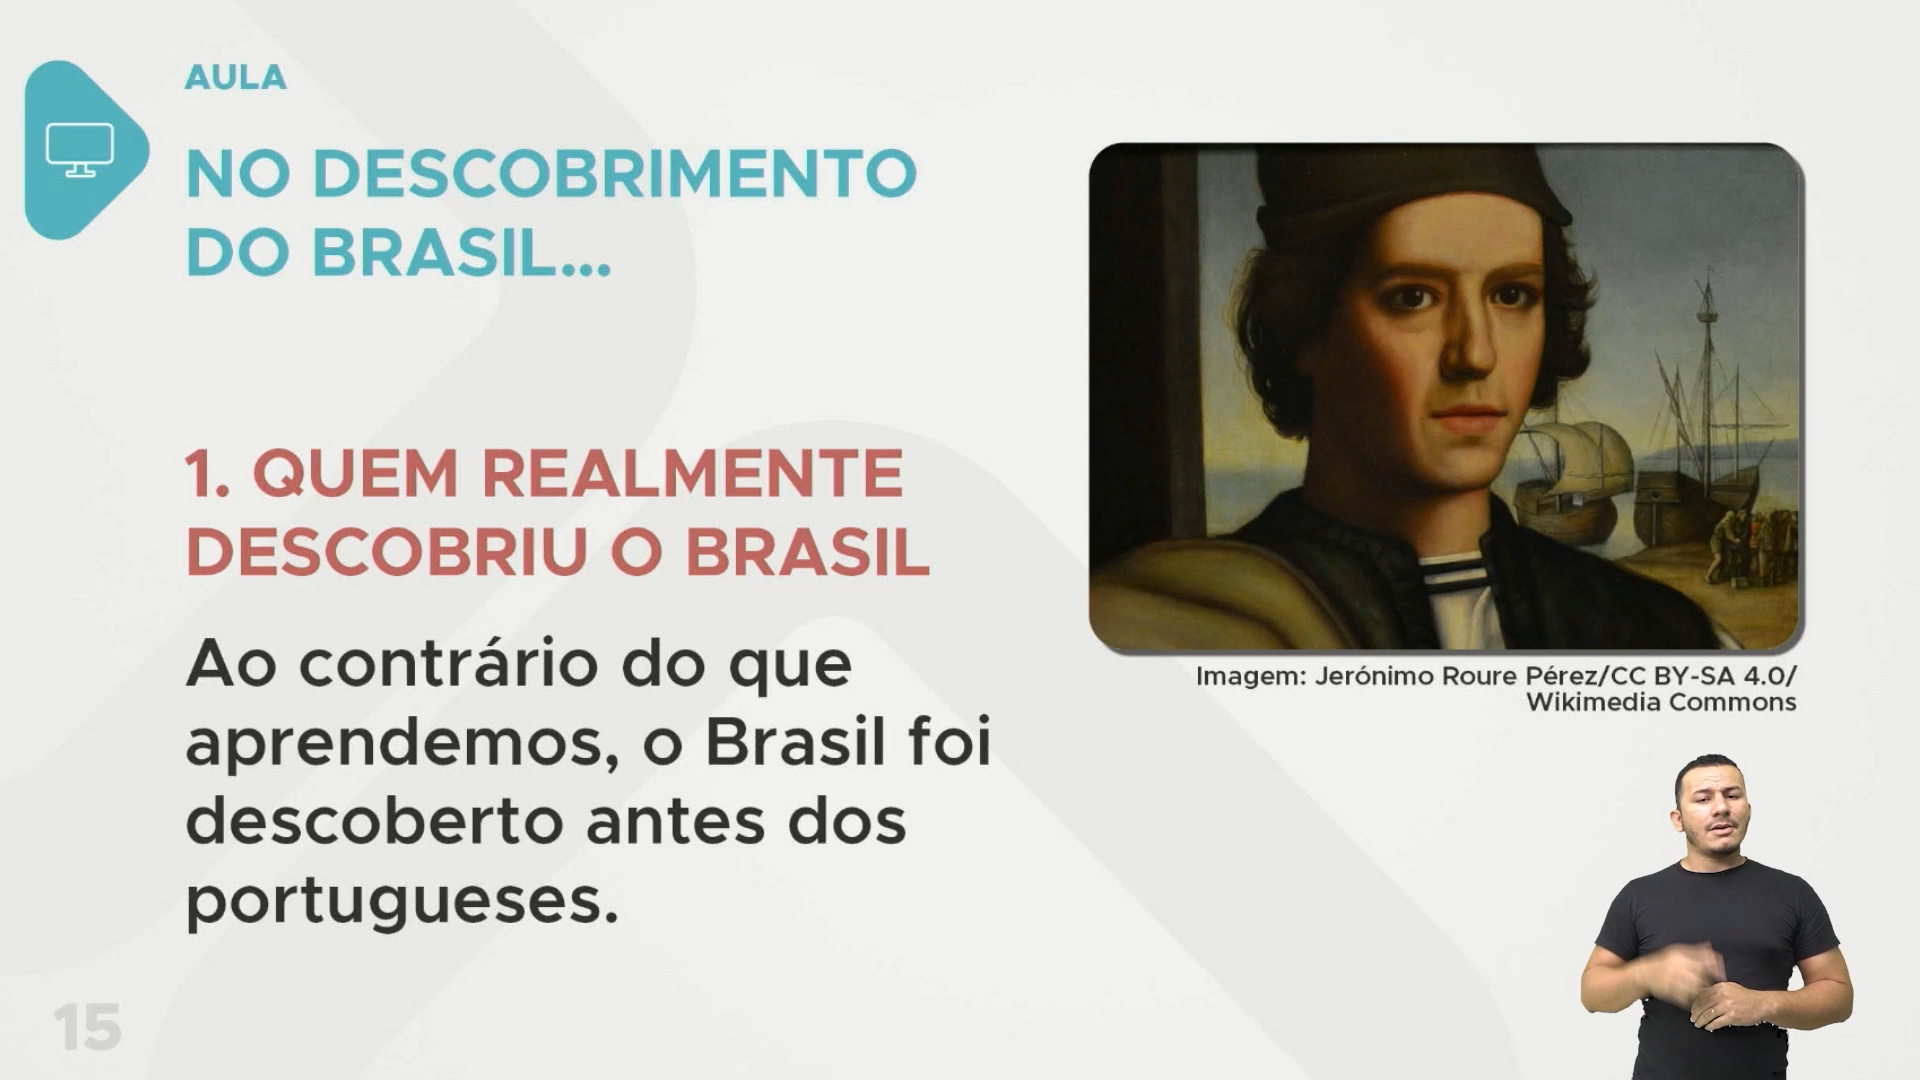 AULA
NO DESCOBRIMENTO
DO BRASIL...
1. QUEM REALMENTE
DESCOBRIU O BRASIL
Ao contrário do que
aprendemos, o Brasil foi
descoberto antes dos
portugueses.
Imagem: Jerónimo Roure Pérez/CC BY-SA 4.0/
Wikimedia Commons
15